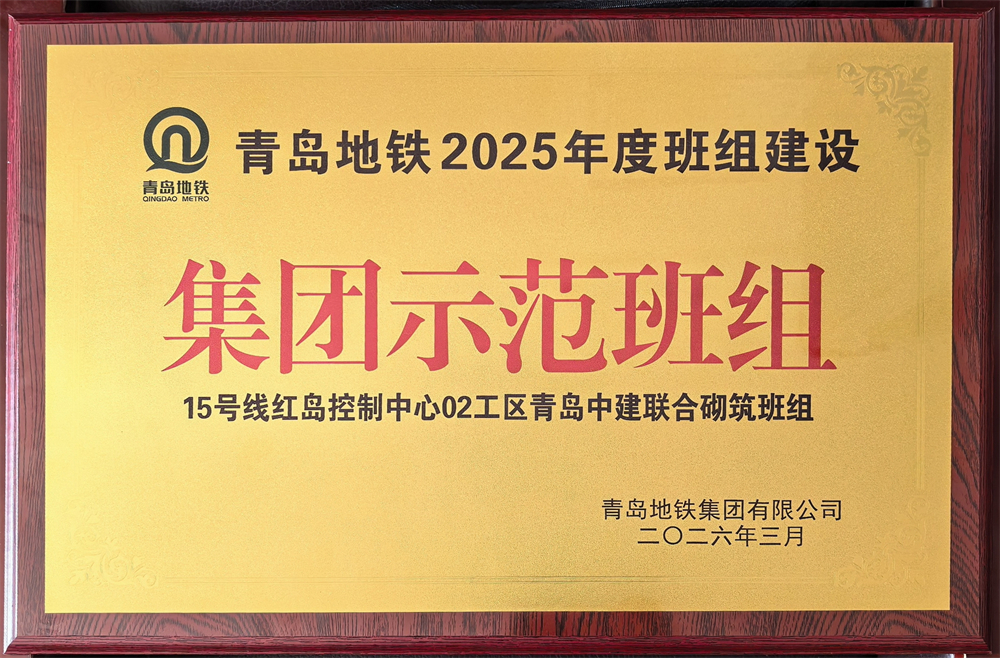 青岛地铁
QINGDAO METRO
青岛地铁2025年度班组建设
集团示范班组
15号线红岛控制中心02工区青岛中建联合砌筑班组
青岛地铁集团有限公司
二〇二六年三月